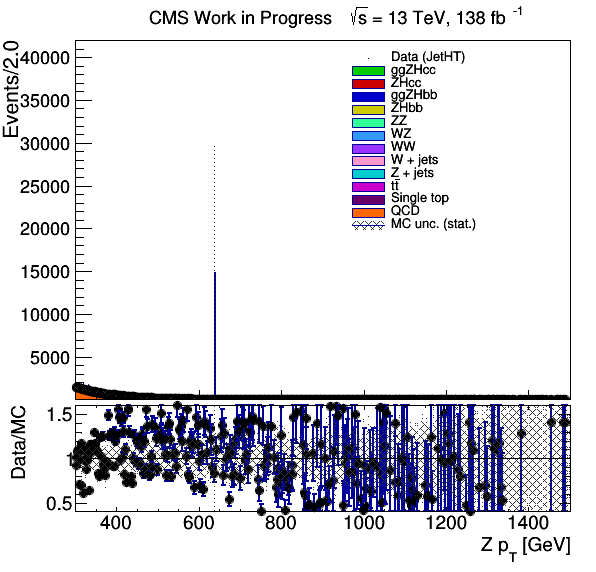 CMS Work in Progress √s = 13 TeV, 138 fb⁻¹
Events/2.0
40000
35000
30000
25000
20000
15000
10000
5000
Data (JetHT)
ggZHcc
ZHcc
ggZHbb
ZHbb
ZZ
WZ
WW
W + jets
Z + jets
tt̄
Single top
QCD
MC unc. (stat.)
Data/MC
1.5
1
0.5
400 600 800 1000 1200 1400
Z p_T [GeV]